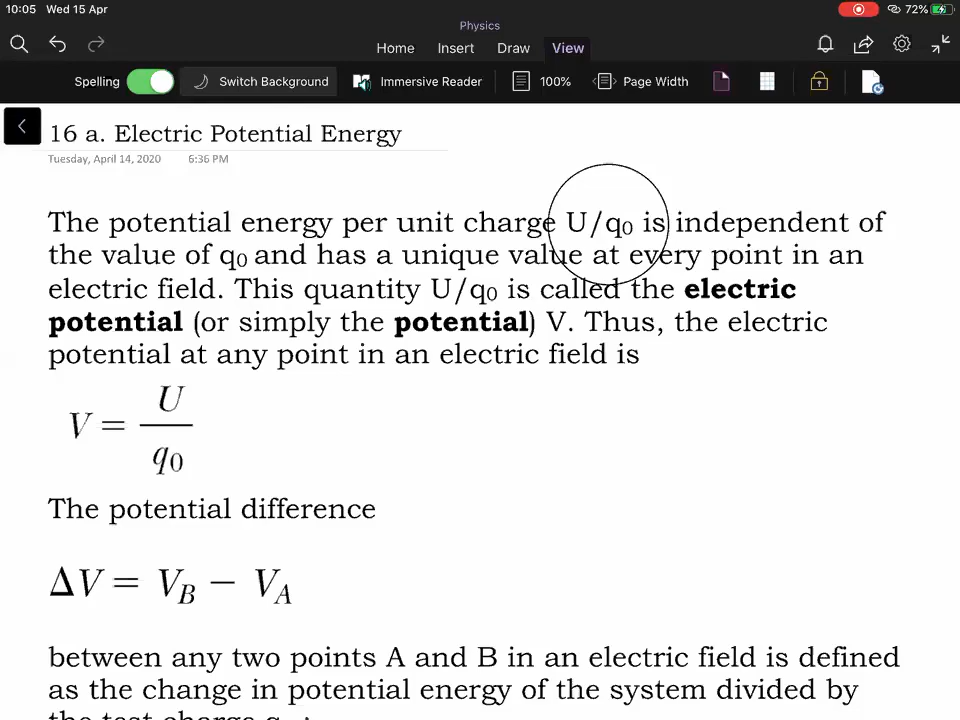 10:05 Wed 15 Apr
72%
Physics
Home Insert Draw View
Spelling Switch Background Immersive Reader 100% Page Width
16 a. Electric Potential Energy
Tuesday, April 14, 2020 6:36 PM
The potential energy per unit charge U/q₀ is independent of
the value of q₀ and has a unique value at every point in an
electric field. This quantity U/q₀ is called the electric
potential (or simply the potential) V. Thus, the electric
potential at any point in an electric field is
V = U / q₀
The potential difference
ΔV = V_B − V_A
between any two points A and B in an electric field is defined
as the change in potential energy of the system divided by
the test charge